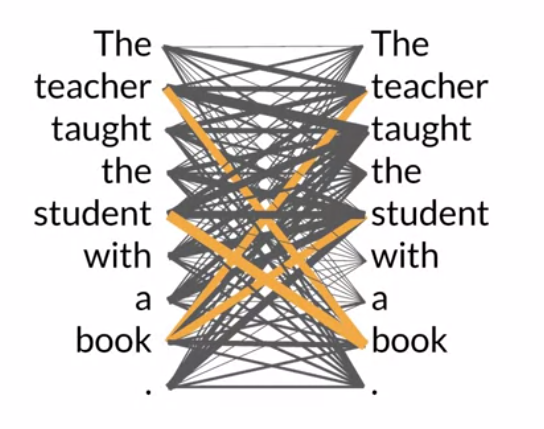 The The
teacher teacher
taught taught
the the
student student
with with
a a
book book
. .